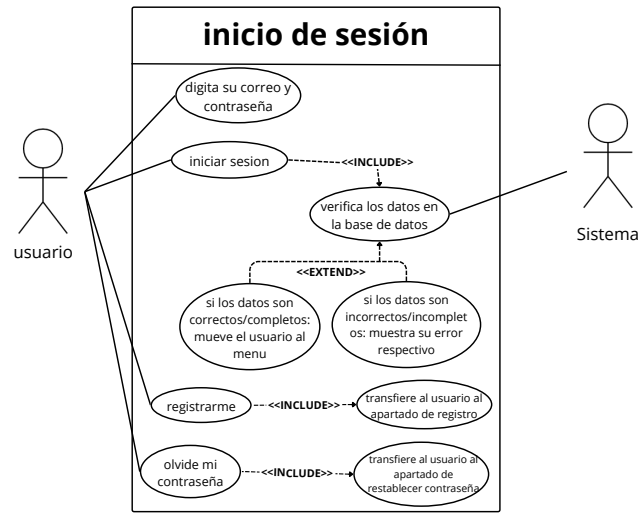 inicio de sesión
digita su correo y
contraseña
iniciar sesion
<<INCLUDE>>
verifica los datos en
la base de datos
usuario
Sistema
<<EXTEND>>
si los datos son
correctos/completos:
mueve el usuario al
menu
si los datos son
incorrectos/incomplet
os: muestra su error
respectivo
registrarme
<<INCLUDE>>
transfiere al usuario al
apartado de registro
olvide mi
contraseña
<<INCLUDE>>
transfiere al usuario al
apartado de
restablecer contraseña